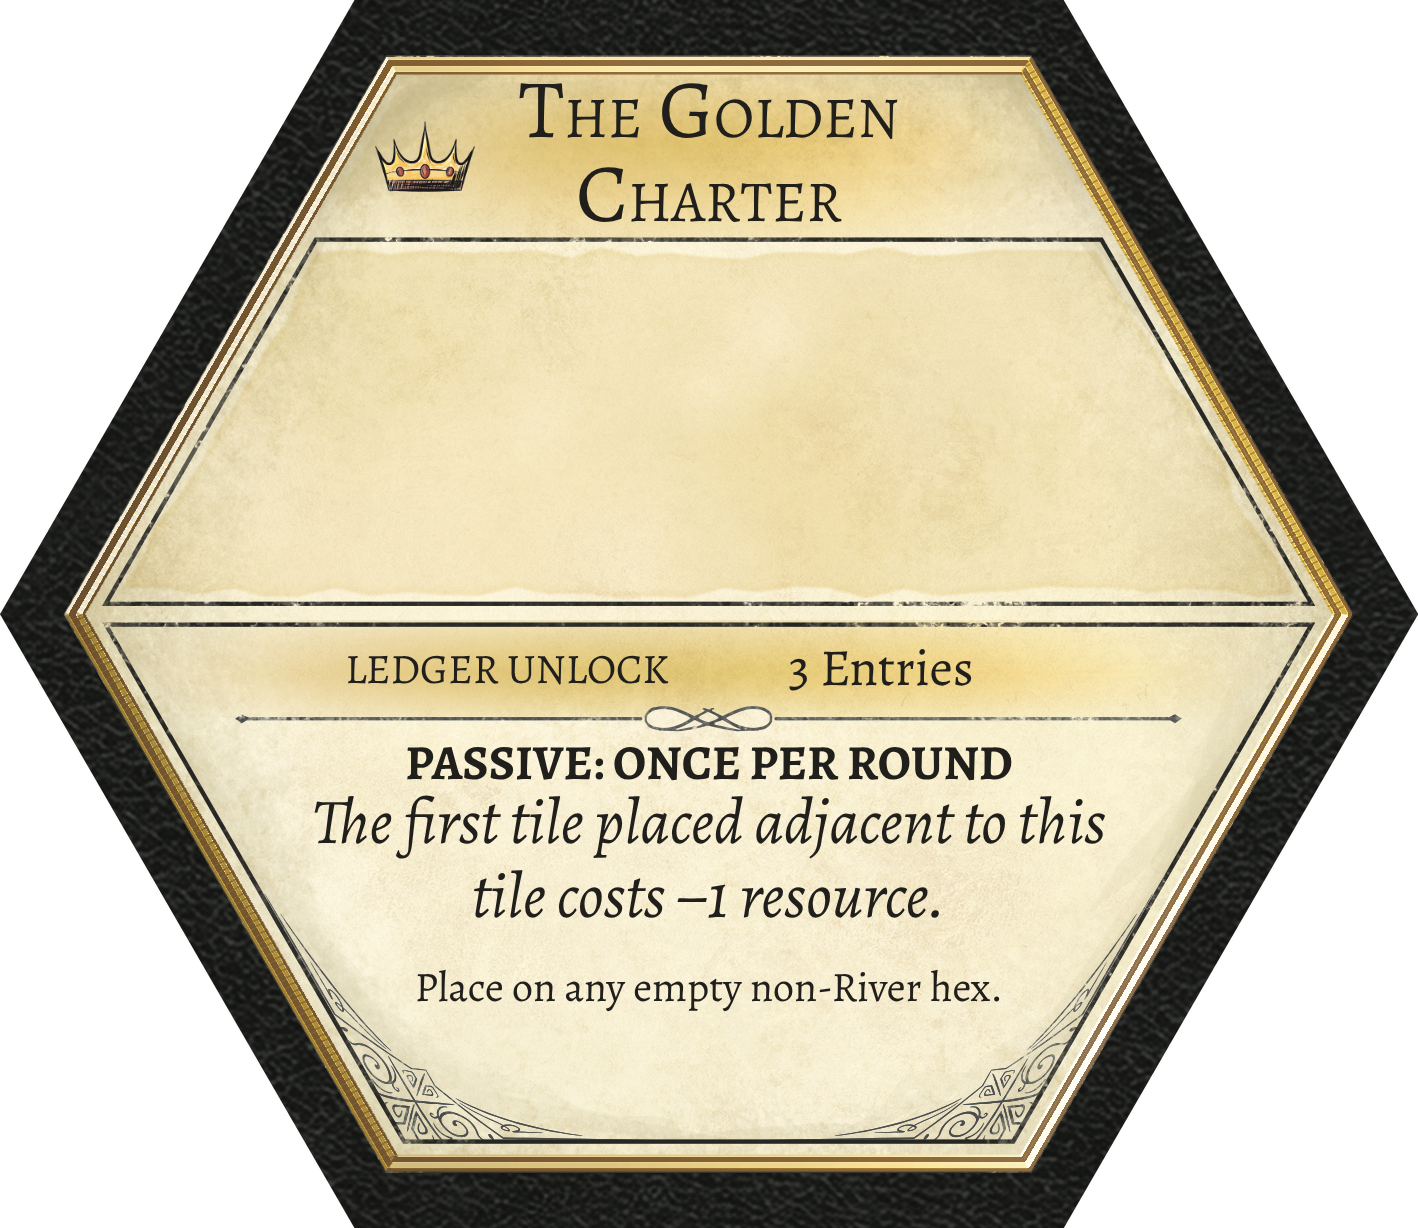 The Golden
Charter
LEDGER UNLOCK 3 Entries
PASSIVE: ONCE PER ROUND
The first tile placed adjacent to this
tile costs –1 resource.
Place on any empty non-River hex.